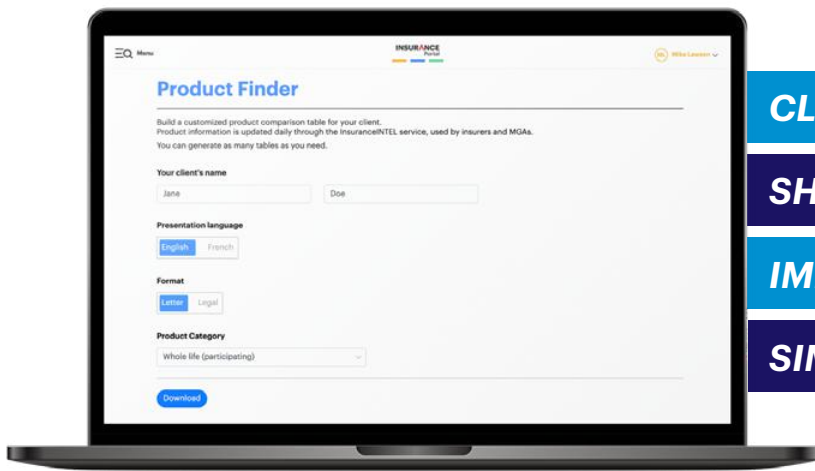 Menu
INSURANCE
Portal
Mike Lawson
Product Finder
Build a customized product comparison table for your client.
Product information is updated daily through the InsuranceINTEL service, used by insurers and MGAs.
You can generate as many tables as you need.
Your client's name
Jane Doe
Presentation language
English French
Format
Letter Legal
Product Category
Whole life (participating)
Download
CL
SH
IM
SIM